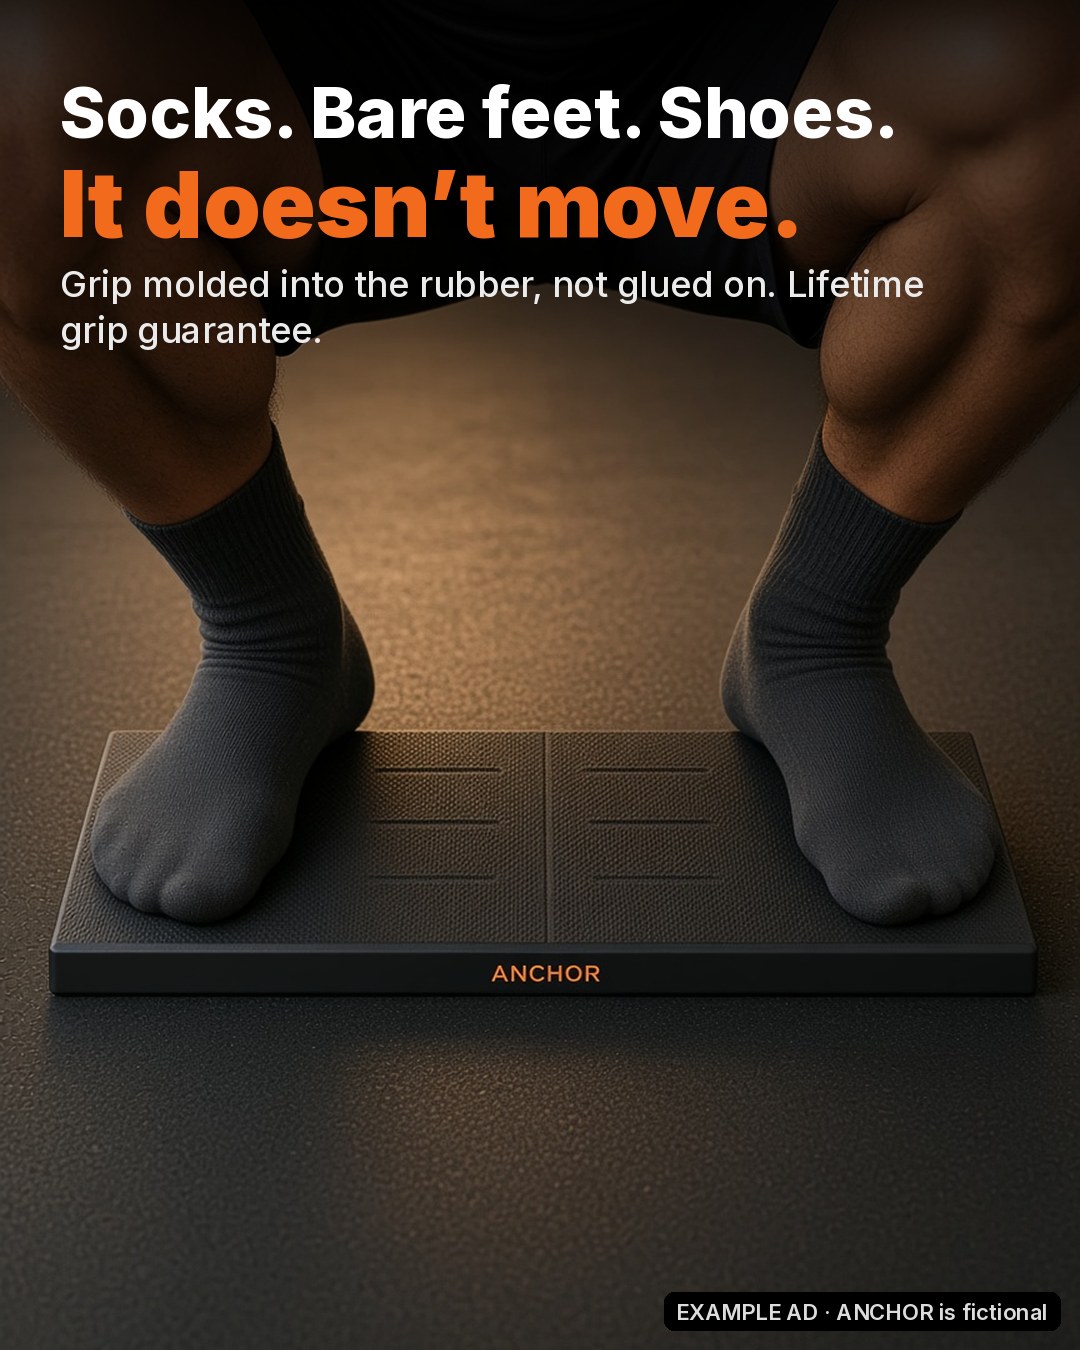 Socks. Bare feet. Shoes.
It doesn’t move.
Grip molded into the rubber, not glued on. Lifetime
grip guarantee.
ANCHOR
EXAMPLE AD · ANCHOR is fictional